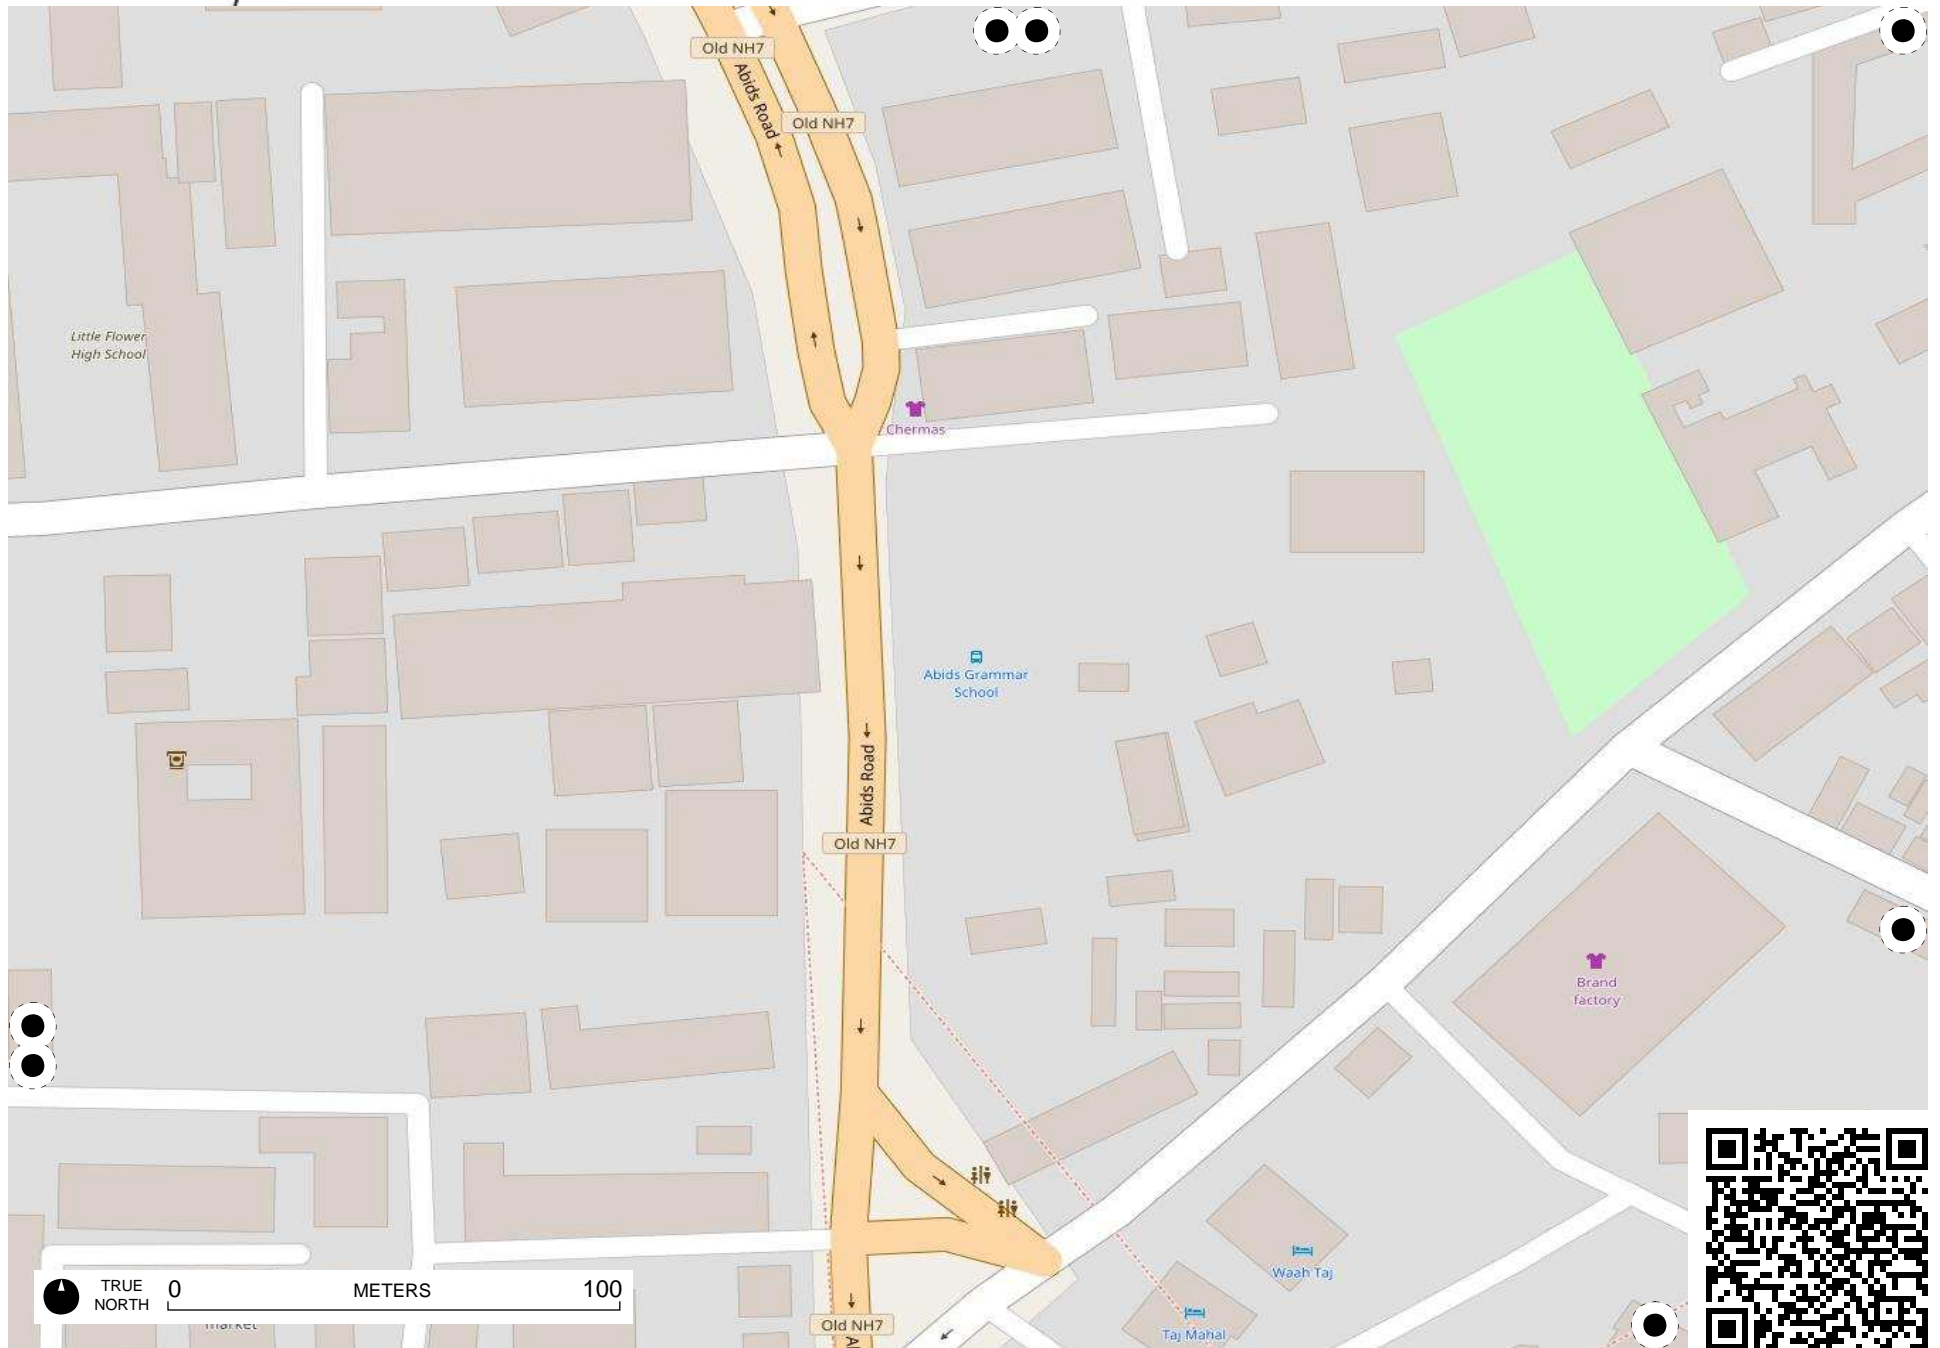 Old NH7
Abids Road
Old NH7
Little Flower
High School
Chermas
Abids Grammar
School
Abids Road
Old NH7
Brand
factory
Waah Taj
TRUE
NORTH
0
METERS
100
market
Old NH7
Taj Mahal
A